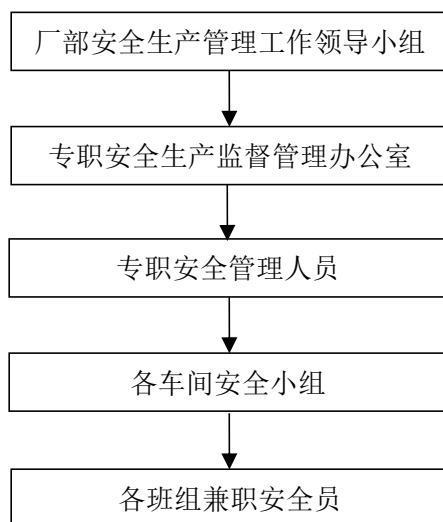 厂部安全生产管理工作领导小组
专职安全生产监督管理办公室
专职安全管理人员
各车间安全小组
各班组兼职安全员